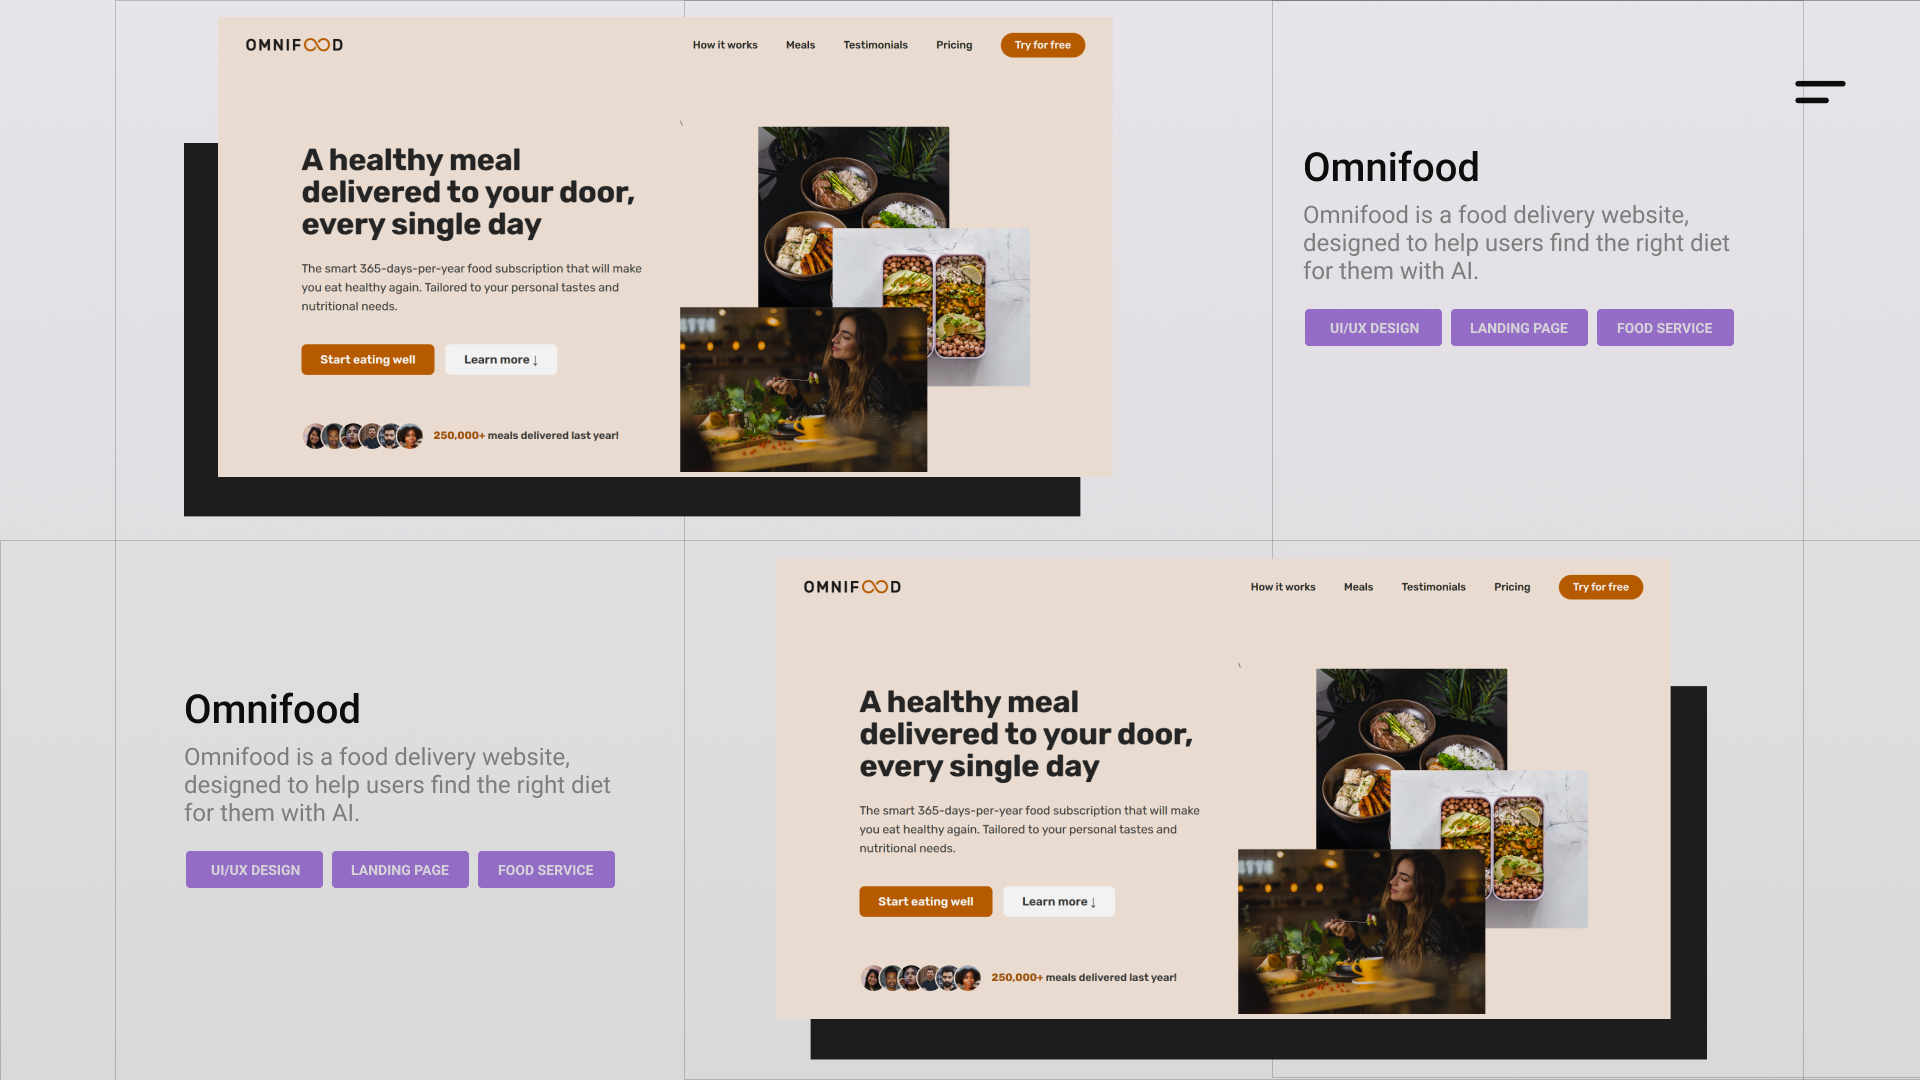 OMNIFOOD
How it works
Meals
Testimonials
Pricing
Try for free
A healthy meal
delivered to your door,
every single day
The smart 365-days-per-year food subscription that will make
you eat healthy again. Tailored to your personal tastes and
nutritional needs.
Start eating well
Learn more ↓
250,000+ meals delivered last year!
Omnifood
Omnifood is a food delivery website,
designed to help users find the right diet
for them with AI.
UI/UX DESIGN
LANDING PAGE
FOOD SERVICE
Omnifood
Omnifood is a food delivery website,
designed to help users find the right diet
for them with AI.
UI/UX DESIGN
LANDING PAGE
FOOD SERVICE
OMNIFOOD
How it works
Meals
Testimonials
Pricing
Try for free
A healthy meal
delivered to your door,
every single day
The smart 365-days-per-year food subscription that will make
you eat healthy again. Tailored to your personal tastes and
nutritional needs.
Start eating well
Learn more ↓
250,000+ meals delivered last year!